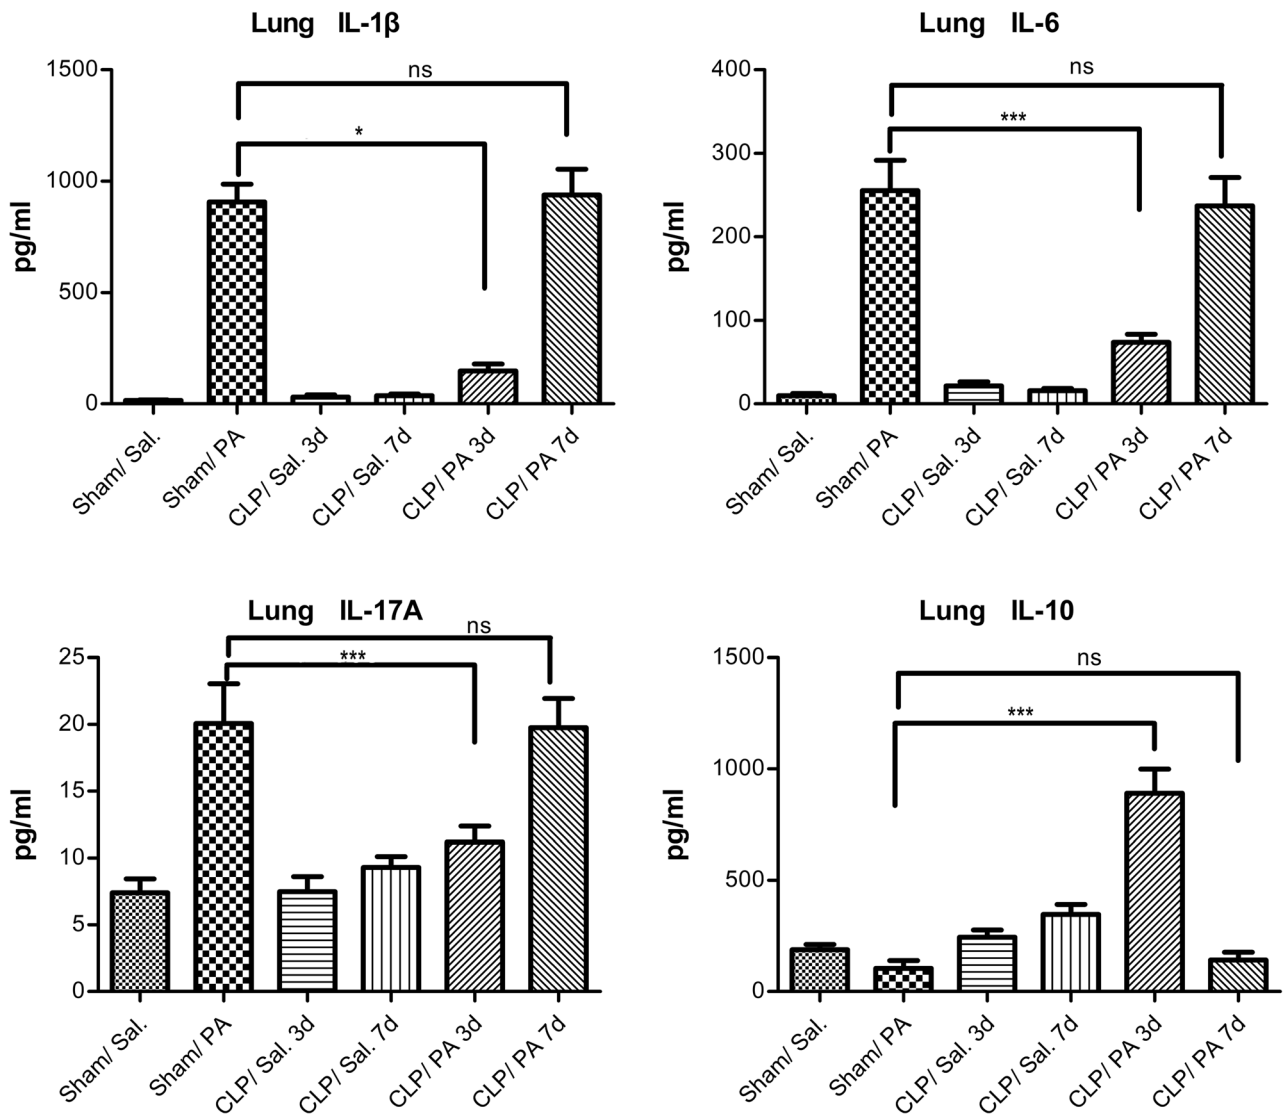 Lung IL-1β
ns
*
1500
1000
500
0
pg/ml
Sham/ Sal.
Sham/ PA
CLP/ Sal. 3d
CLP/ Sal. 7d
CLP/ PA 3d
CLP/ PA 7d
Lung IL-6
ns
***
400
300
200
100
0
pg/ml
Sham/ Sal.
Sham/ PA
CLP/ Sal. 3d
CLP/ Sal. 7d
CLP/ PA 3d
CLP/ PA 7d
Lung IL-17A
ns
***
25
20
15
10
5
0
pg/ml
Sham/ Sal.
Sham/ PA
CLP/ Sal. 3d
CLP/ Sal. 7d
CLP/ PA 3d
CLP/ PA 7d
Lung IL-10
ns
***
1500
1000
500
0
pg/ml
Sham/ Sal.
Sham/ PA
CLP/ Sal. 3d
CLP/ Sal. 7d
CLP/ PA 3d
CLP/ PA 7d